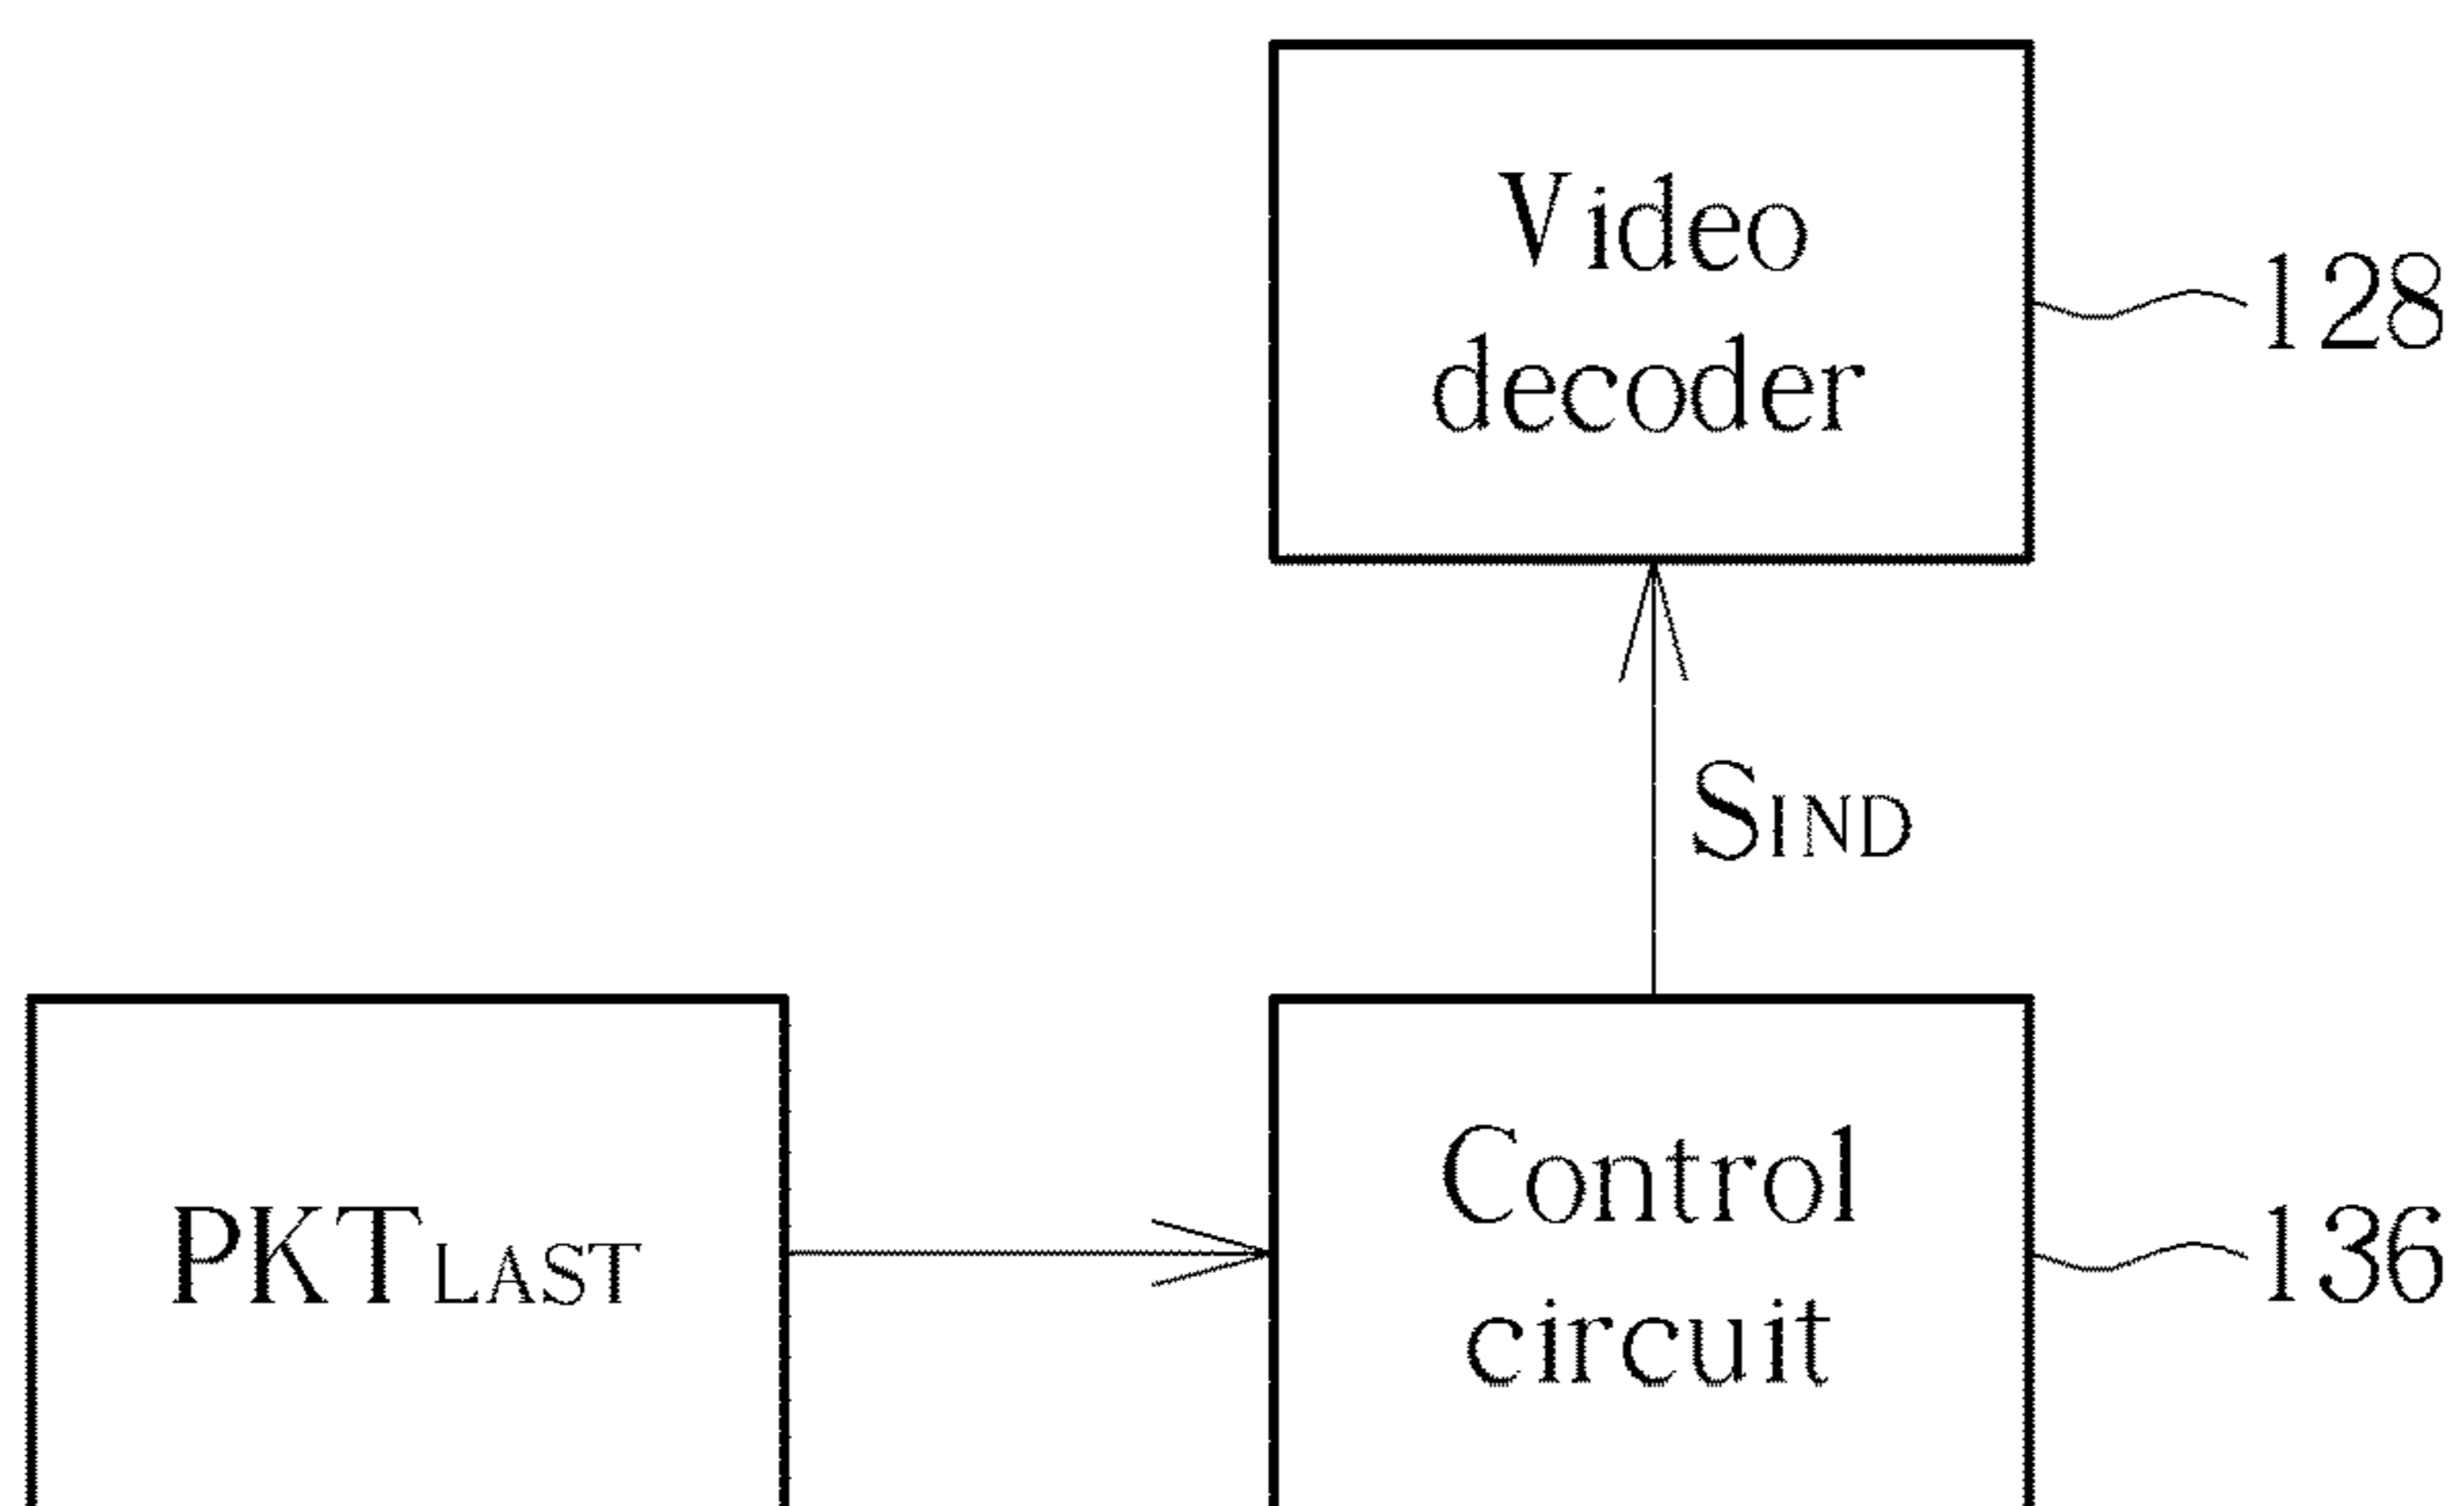 Video
decoder
128
SIND
PKTLAST
Control
circuit
136